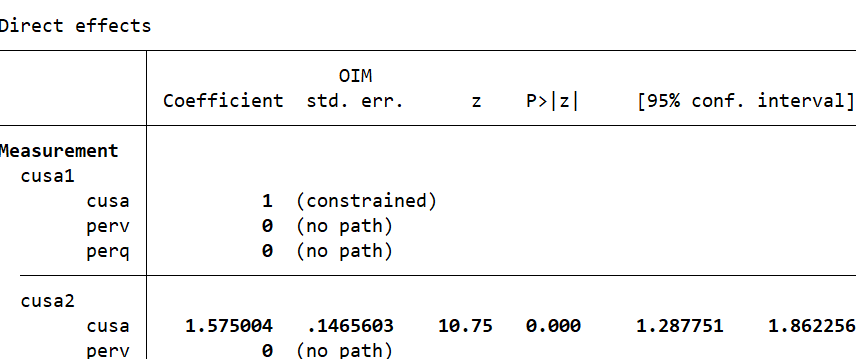 Direct effects
OIM
Coefficient std. err. z P>|z| [95% conf. interval]
Measurement
cusa1
cusa 1 (constrained)
perv 0 (no path)
perq 0 (no path)
cusa2
cusa 1.575004 .1465603 10.75 0.000 1.287751 1.862256
perv 0 (no path)